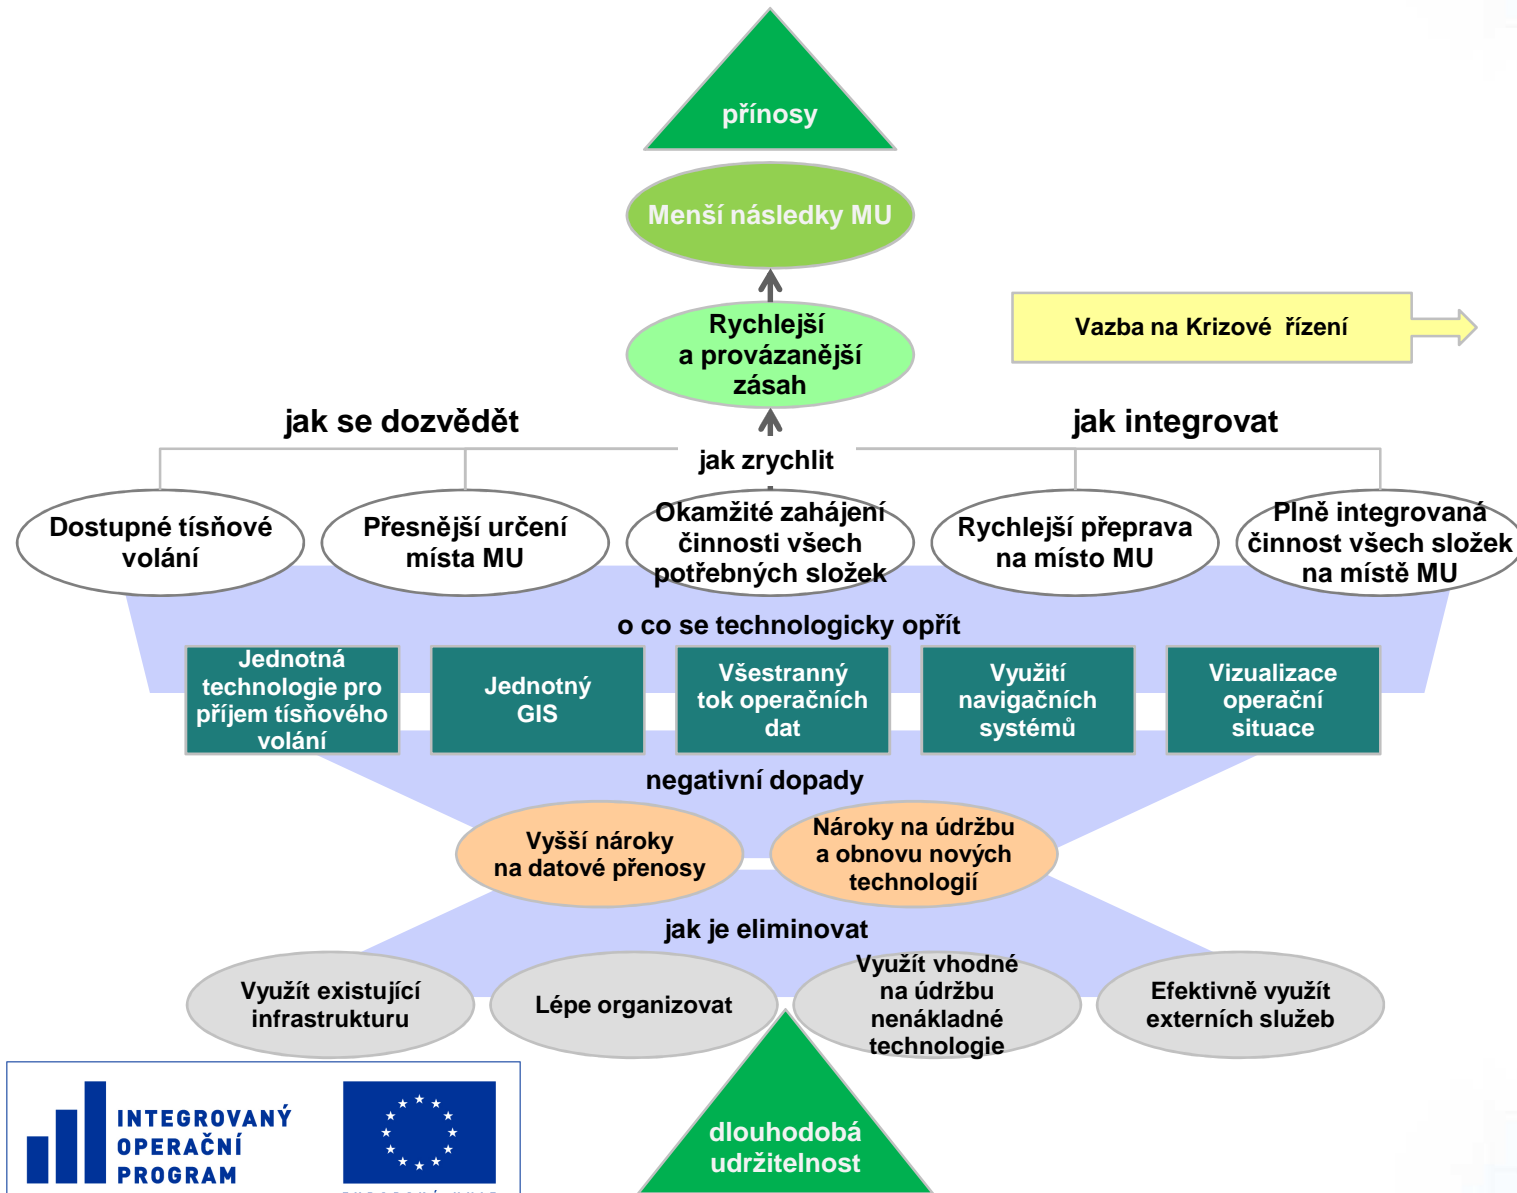 přínosy
Menší následky MU
Rychlejší
a provázanější
zásah
Vazba na Krizové řízení
jak se dozvědět
jak integrovat
jak zrychlit
Dostupné tísňové
volání
Přesnější určení
místa MU
Okamžité zahájení
činnosti všech
potřebných složek
Rychlejší přeprava
na místo MU
Plně integrovaná
činnost všech složek
na místě MU
o co se technologicky opřít
Jednotná
technologie pro
příjem tísňového
volání
Jednotný
GIS
Všestranný
tok operačních
dat
Využití
navigačních
systémů
Vizualizace
operační
situace
negativní dopady
Vyšší nároky
na datové přenosy
Nároky na údržbu
a obnovu nových
technologií
jak je eliminovat
Využít existující
infrastrukturu
Lépe organizovat
Využít vhodné
na údržbu
nenákladné
technologie
Efektivně využít
externích služeb
dlouhodobá
udržitelnost
INTEGROVANÝ
OPERAČNÍ
PROGRAM